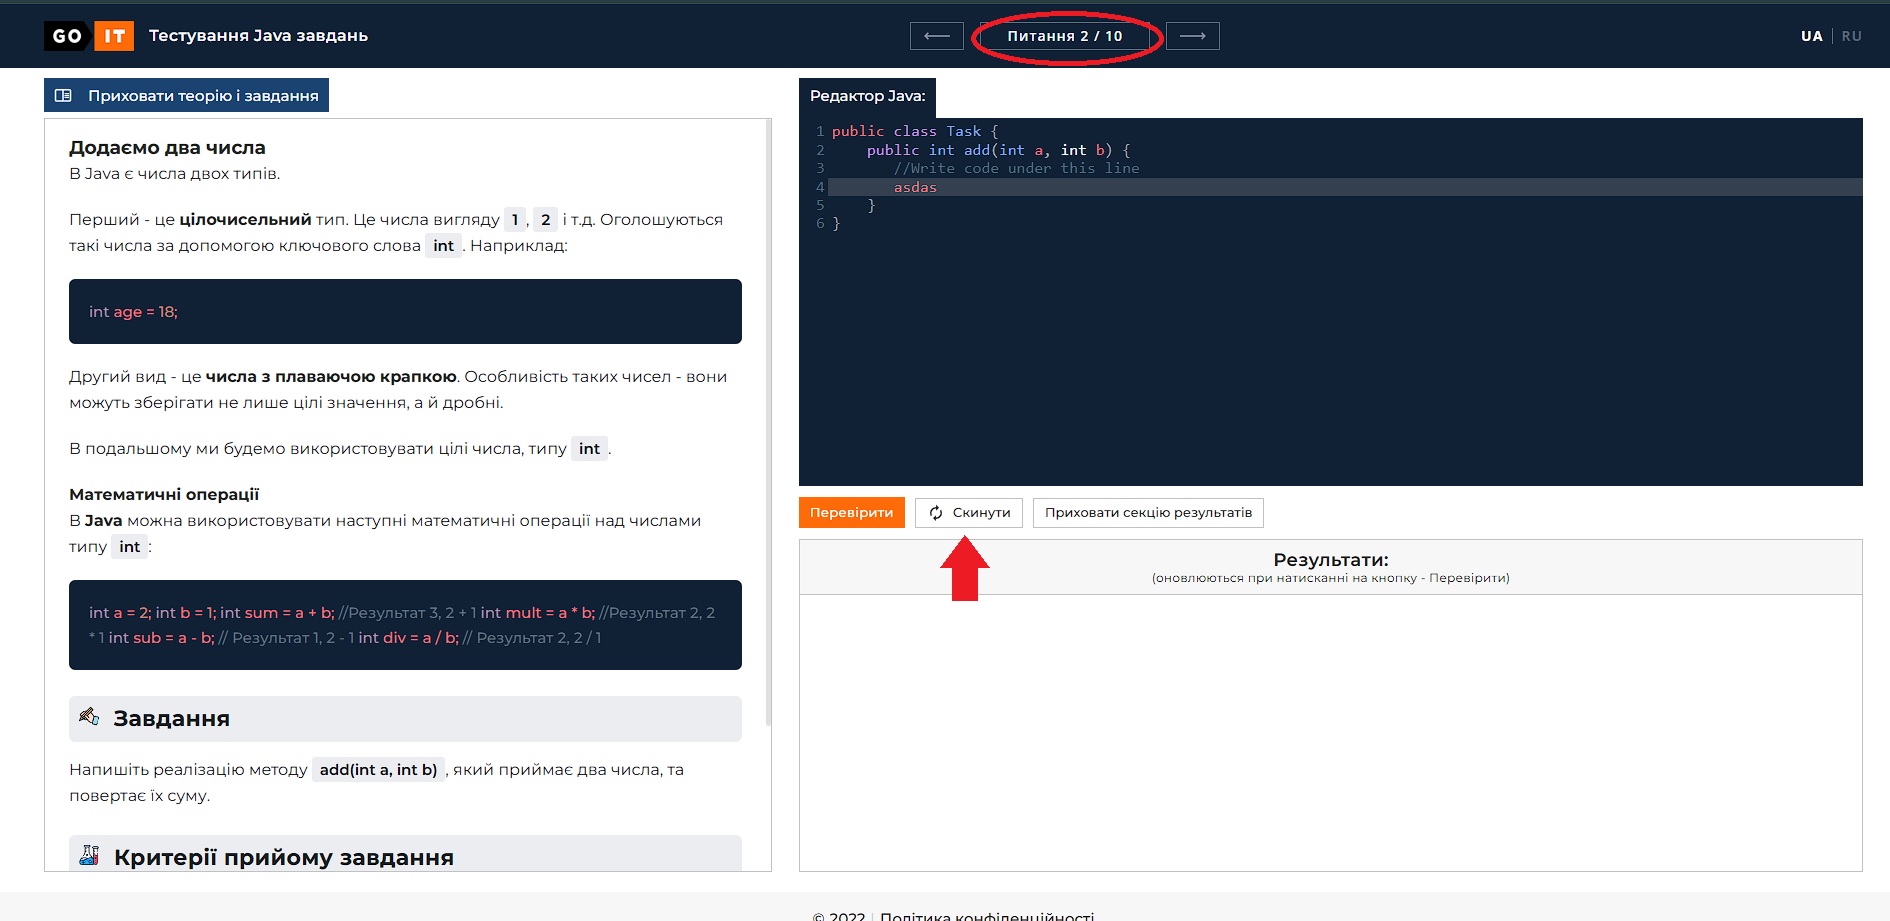 GO IT Тестування Java завдань
Питання 2 / 10
UA | RU
Приховати теорію і завдання
Додаємо два числа
В Java є числа двох типів.
Перший - це цілочисельний тип. Це числа вигляду 1 , 2 і т.д. Оголошуються
такі числа за допомогою ключового слова int . Наприклад:
int age = 18;
Другий вид - це числа з плаваючою крапкою. Особливість таких чисел - вони
можуть зберігати не лише цілі значення, а й дробні.
В подальшому ми будемо використовувати цілі числа, типу int .
Математичні операції
В Java можна використовувати наступні математичні операції над числами
типу int :
int a = 2; int b = 1; int sum = a + b; //Результат 3, 2 + 1 int mult = a * b; //Результат 2, 2
* 1 int sub = a - b; // Результат 1, 2 - 1 int div = a / b; // Результат 2, 2 / 1
Завдання
Напишіть реалізацію методу add(int a, int b) , який приймає два числа, та
повертає їх суму.
Критерії прийому завдання
Редактор Java:
1 public class Task {
2 public int add(int a, int b) {
3 //Write code under this line
4 asdas
5 }
6 }
Перевірити
Скинути
Приховати секцію результатів
Результати:
(оновлюються при натисканні на кнопку - Перевірити)
© 2022 | Політика конфіденційності